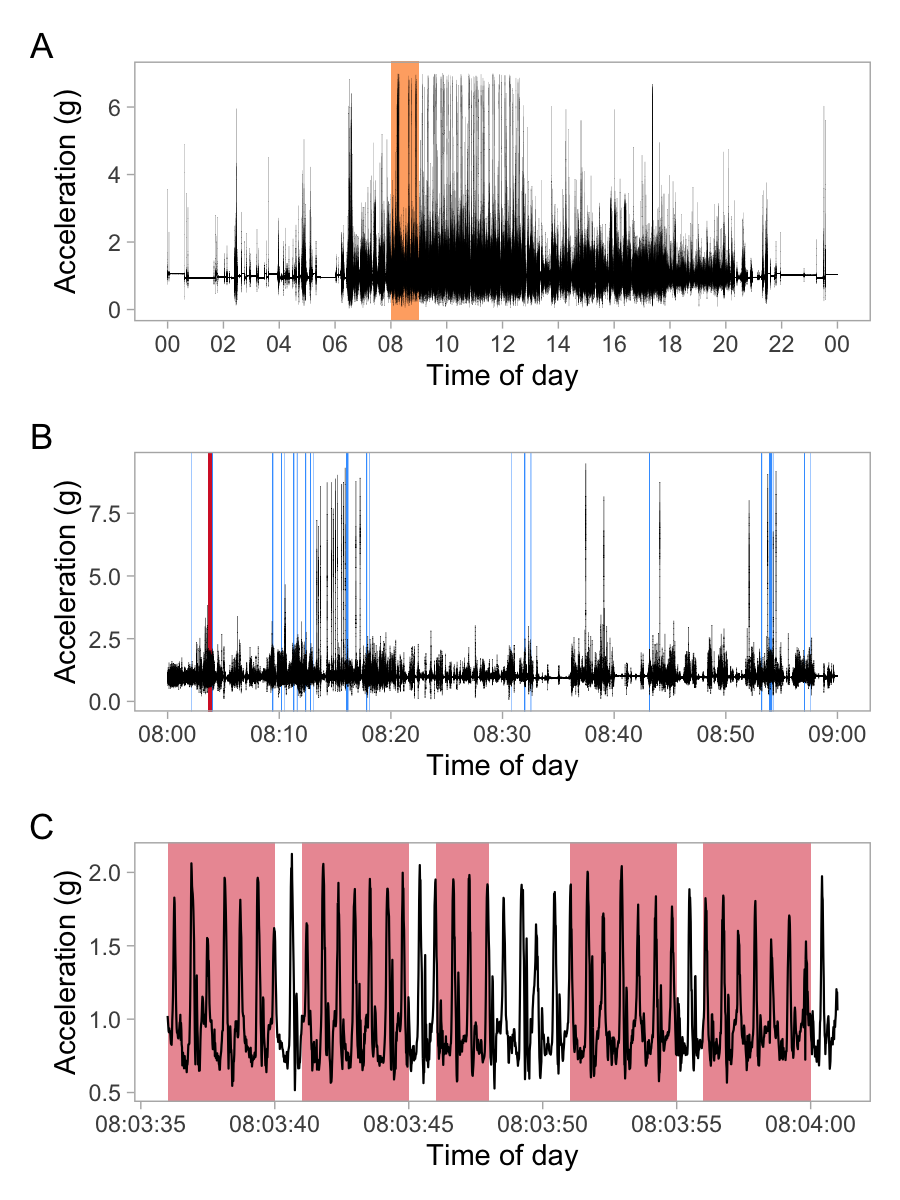 A
Acceleration (g)
6
4
2
0
00 02 04 06 08 10 12 14 16 18 20 22 00
Time of day
B
Acceleration (g)
7.5
5.0
2.5
0.0
08:00 08:10 08:20 08:30 08:40 08:50 09:00
Time of day
C
Acceleration (g)
2.0
1.5
1.0
0.5
08:03:35 08:03:40 08:03:45 08:03:50 08:03:55 08:04:00
Time of day